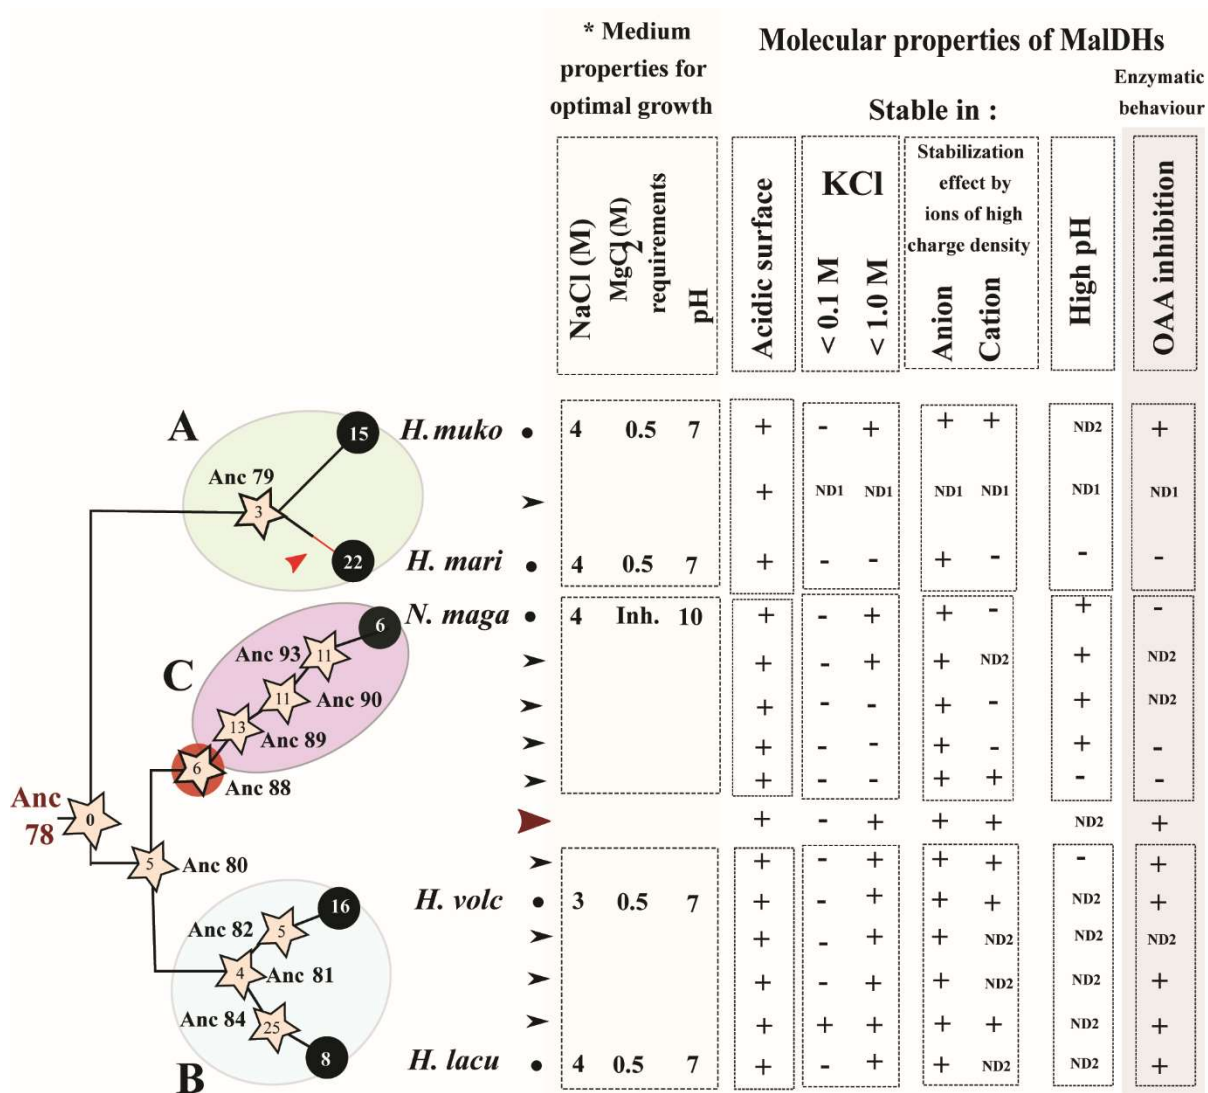 * Medium
properties for
optimal growth
Molecular properties of MalDHs
Enzymatic
behaviour
Stable in :
NaCl (M)
MgCl2 (M)
requirements
pH
Acidic surface
KCl
< 0.1 M
< 1.0 M
Stabilization
effect by
ions of high
charge density
Anion
Cation
High pH
OAA inhibition
A
15 H. muko • 4 0.5 7 + - + + + ND2 +
Anc 79
3
+ ND1 ND1 ND1 ND1 ND1 ND1
22 H. mari • 4 0.5 7 + - - + - - -
6 N. maga • 4 Inh. 10 + - + + - + -
C
Anc 93 11 + - + + ND2 + ND2
11 Anc 90 + - - + - + ND2
13 Anc 89 + - - + - + -
6 Anc 88 + - - + + - -
Anc
78
0
+ - + + + ND2 +
5 Anc 80 + - + + + - +
16 H. volc • 3 0.5 7 + - + + + ND2 +
Anc 82 5 + - + + ND2 ND2 ND2
4 Anc 81 + - + + ND2 ND2 +
Anc 84 25 + + + + + ND2 +
8 H. lacu • 4 0.5 7 + - + + ND2 ND2 +
B